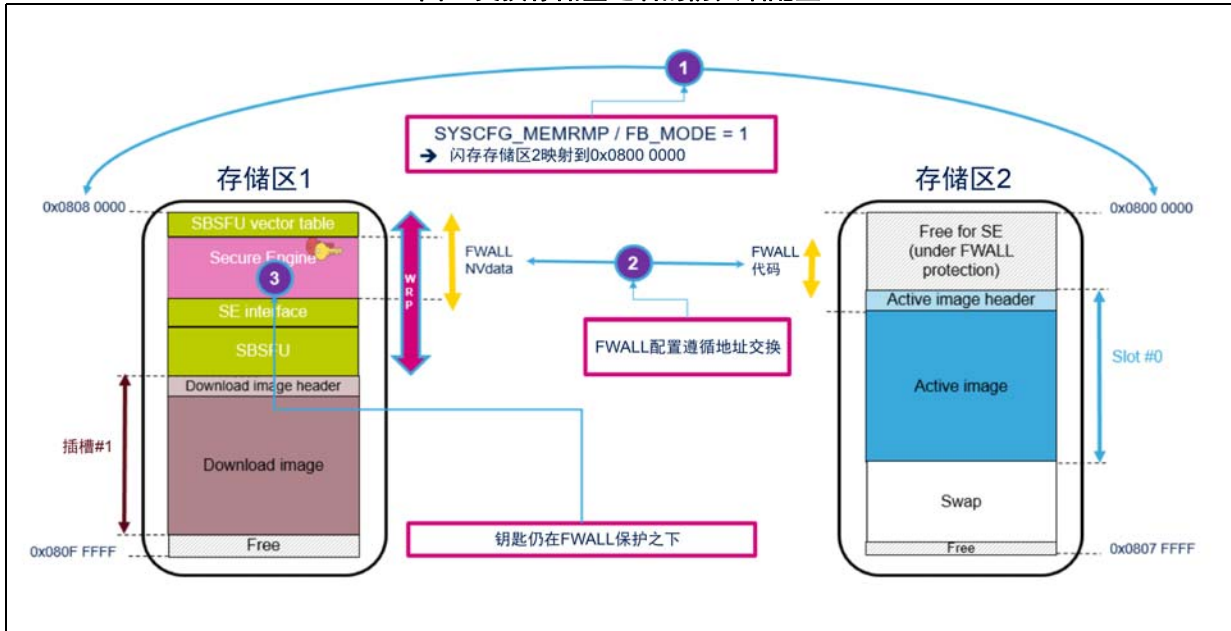 1
SYSCFG_MEMRMP / FB_MODE = 1
➔ 闪存存储区2映射到0x0800 0000
存储区1
存储区2
0x0808 0000
0x0800 0000
SBSFU vector table
Secure Engine
3
SE interface
SBSFU
Download image header
Download image
Free
插槽#1
0x080F FFFF
WRP
FWALL
NVdata
2
FWALL
代码
FWALL配置遵循地址交换
钥匙仍在FWALL保护之下
Free for SE
(under FWALL
protection)
Active image header
Active image
Swap
Free
Slot #0
0x0807 FFFF